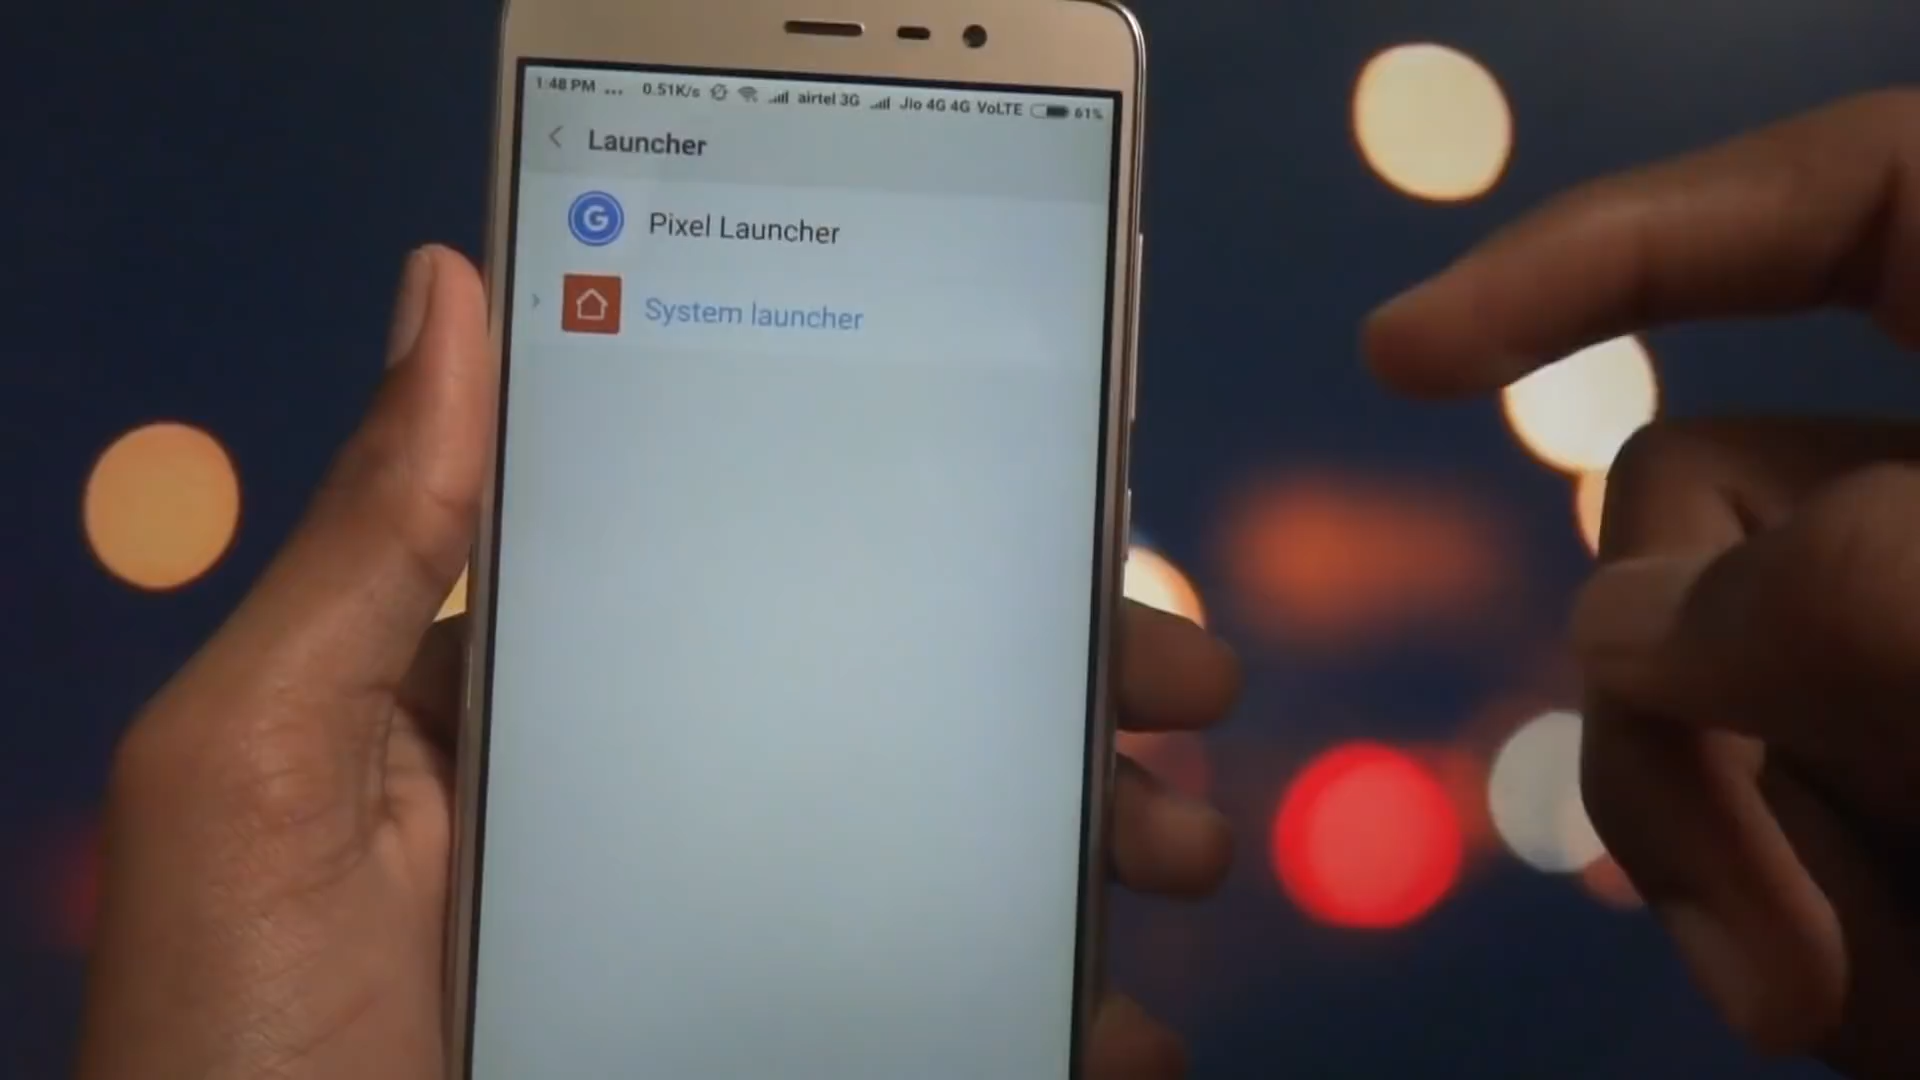 1:48 PM ... 0.51K/s airtel 3G Jio 4G 4G VoLTE 61%
Launcher
G Pixel Launcher
System launcher